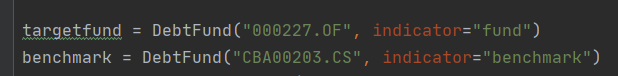 targetfund = DebtFund("000227.OF", indicator="fund")
benchmark = DebtFund("CBA00203.CS", indicator="benchmark")